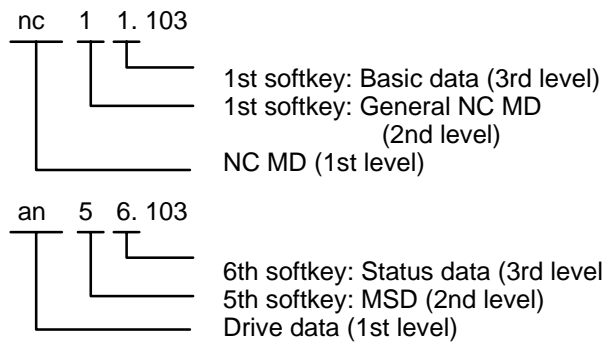 nc 1 1. 103
1st softkey: Basic data (3rd level)
1st softkey: General NC MD
(2nd level)
NC MD (1st level)
an 5 6. 103
6th softkey: Status data (3rd level
5th softkey: MSD (2nd level)
Drive data (1st level)